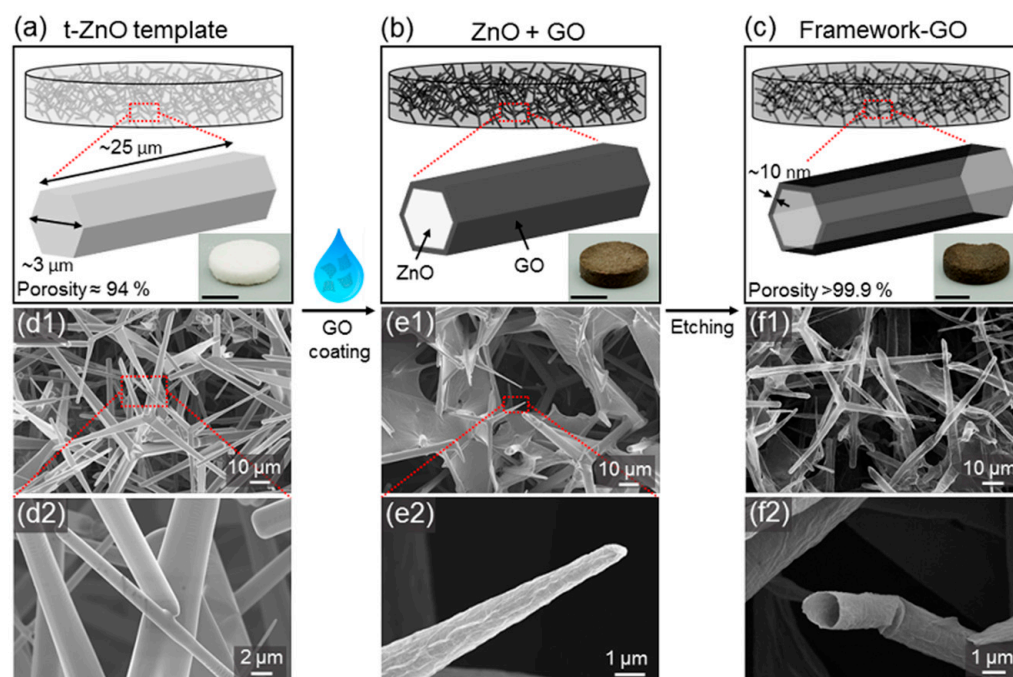 (a)
t-ZnO template
~25 µm
~3 µm
Porosity ≈ 94 %
GO
coating
(b)
ZnO + GO
ZnO
GO
Etching
(c)
Framework-GO
~10 nm
Porosity >99.9 %
(d1)
10 µm
(e1)
10 µm
(f1)
10 µm
(d2)
2 µm
(e2)
1 µm
(f2)
1 µm